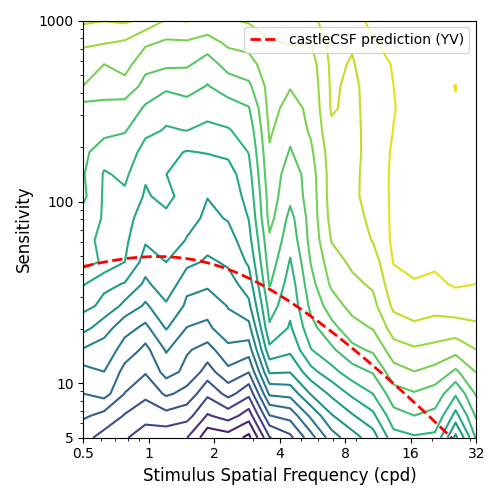 1000
castleCSF prediction (YV)
100
Sensitivity
10
5
0.5 1 2 4 8 16 32
Stimulus Spatial Frequency (cpd)